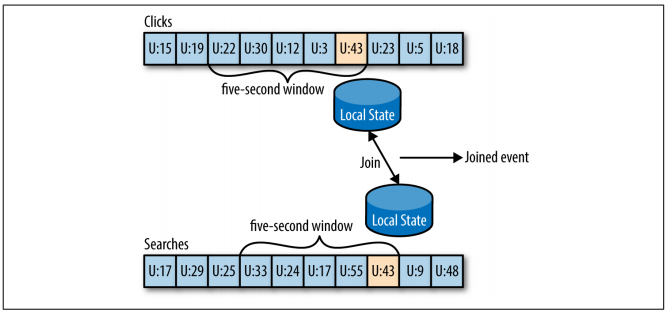 Clicks
U:15 U:19 U:22 U:30 U:12 U:3 U:43 U:23 U:5 U:18
five-second window
Local State
Join
Joined event
Local State
five-second window
Searches
U:17 U:29 U:25 U:33 U:24 U:17 U:55 U:43 U:9 U:48